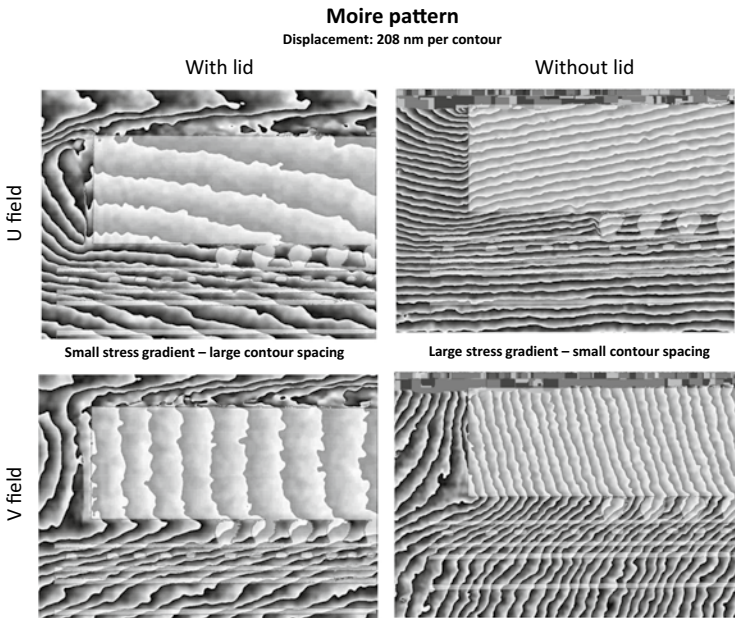 Moire pattern
Displacement: 208 nm per contour
With lid
Without lid
U field
Small stress gradient – large contour spacing
Large stress gradient – small contour spacing
V field